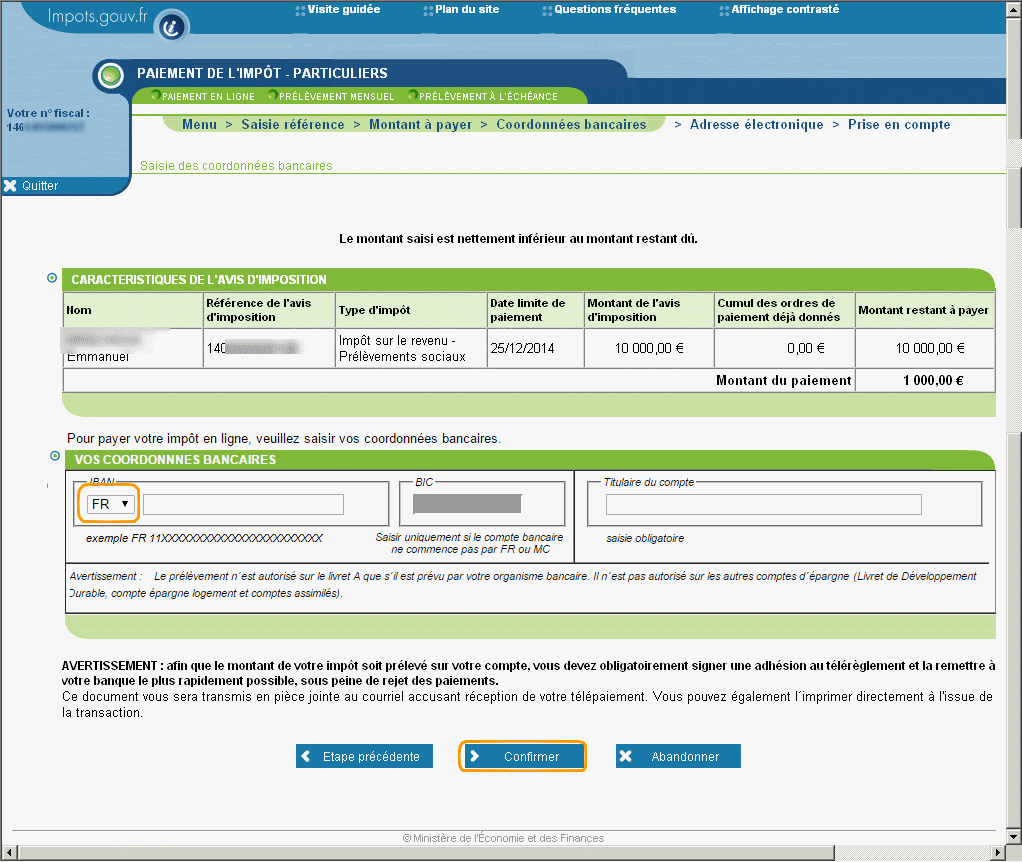 Impots.gouv.fr
Visite guidée
Plan du site
Questions fréquentes
Affichage contrasté
PAIEMENT DE L'IMPÔT - PARTICULIERS
PAIEMENT EN LIGNE
PRÉLÈVEMENT MENSUEL
PRÉLÈVEMENT À L'ÉCHÉANCE
Votre n° fiscal :
146
Menu > Saisie référence > Montant à payer > Coordonnées bancaires > Adresse électronique > Prise en compte
Saisie des coordonnées bancaires
Quitter
Le montant saisi est nettement inférieur au montant restant dû.
CARACTERISTIQUES DE L'AVIS D'IMPOSITION
Nom
Référence de l'avis
d'imposition
Type d'impôt
Date limite de
paiement
Montant de l'avis
d'imposition
Cumul des ordres de
paiement déjà donnés
Montant restant à payer
Emmanuel
140
Impôt sur le revenu -
Prélèvements sociaux
25/12/2014
10 000,00 €
0,00 €
10 000,00 €
Montant du paiement
1 000,00 €
Pour payer votre impôt en ligne, veuillez saisir vos coordonnées bancaires.
VOS COORDONNNES BANCAIRES
IBAN
FR
exemple FR 11XXXXXXXXXXXXXXXXXXXXXXXXX
BIC
Saisir uniquement si le compte bancaire
ne commence pas par FR ou MC
Titulaire du compte
saisie obligatoire
Avertissement : Le prélèvement n´est autorisé sur le livret A que s´il est prévu par votre organisme bancaire. Il n´est pas autorisé sur les autres comptes d´épargne (Livret de Développement
Durable, compte épargne logement et comptes assimilés).
AVERTISSEMENT : afin que le montant de votre impôt soit prélevé sur votre compte, vous devez obligatoirement signer une adhésion au télérèglement et la remettre à
votre banque le plus rapidement possible, sous peine de rejet des paiements.
Ce document vous sera transmis en pièce jointe au courriel accusant réception de votre télépaiement. Vous pouvez également l´imprimer directement à l'issue de
la transaction.
Etape précédente
Confirmer
Abandonner
© Ministère de l'Économie et des Finances